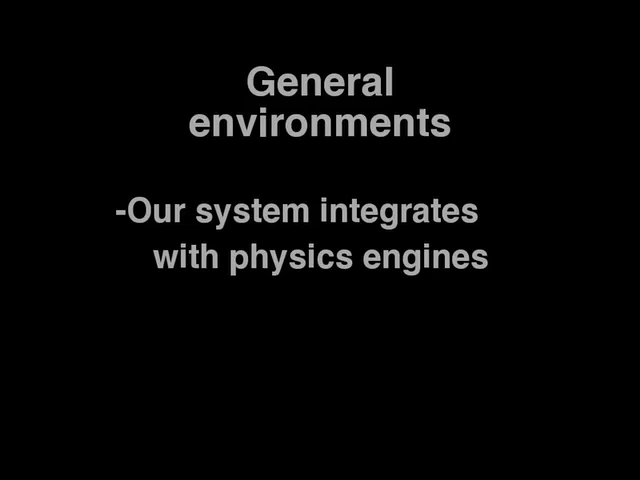 General
environments
-Our system integrates
with physics engines